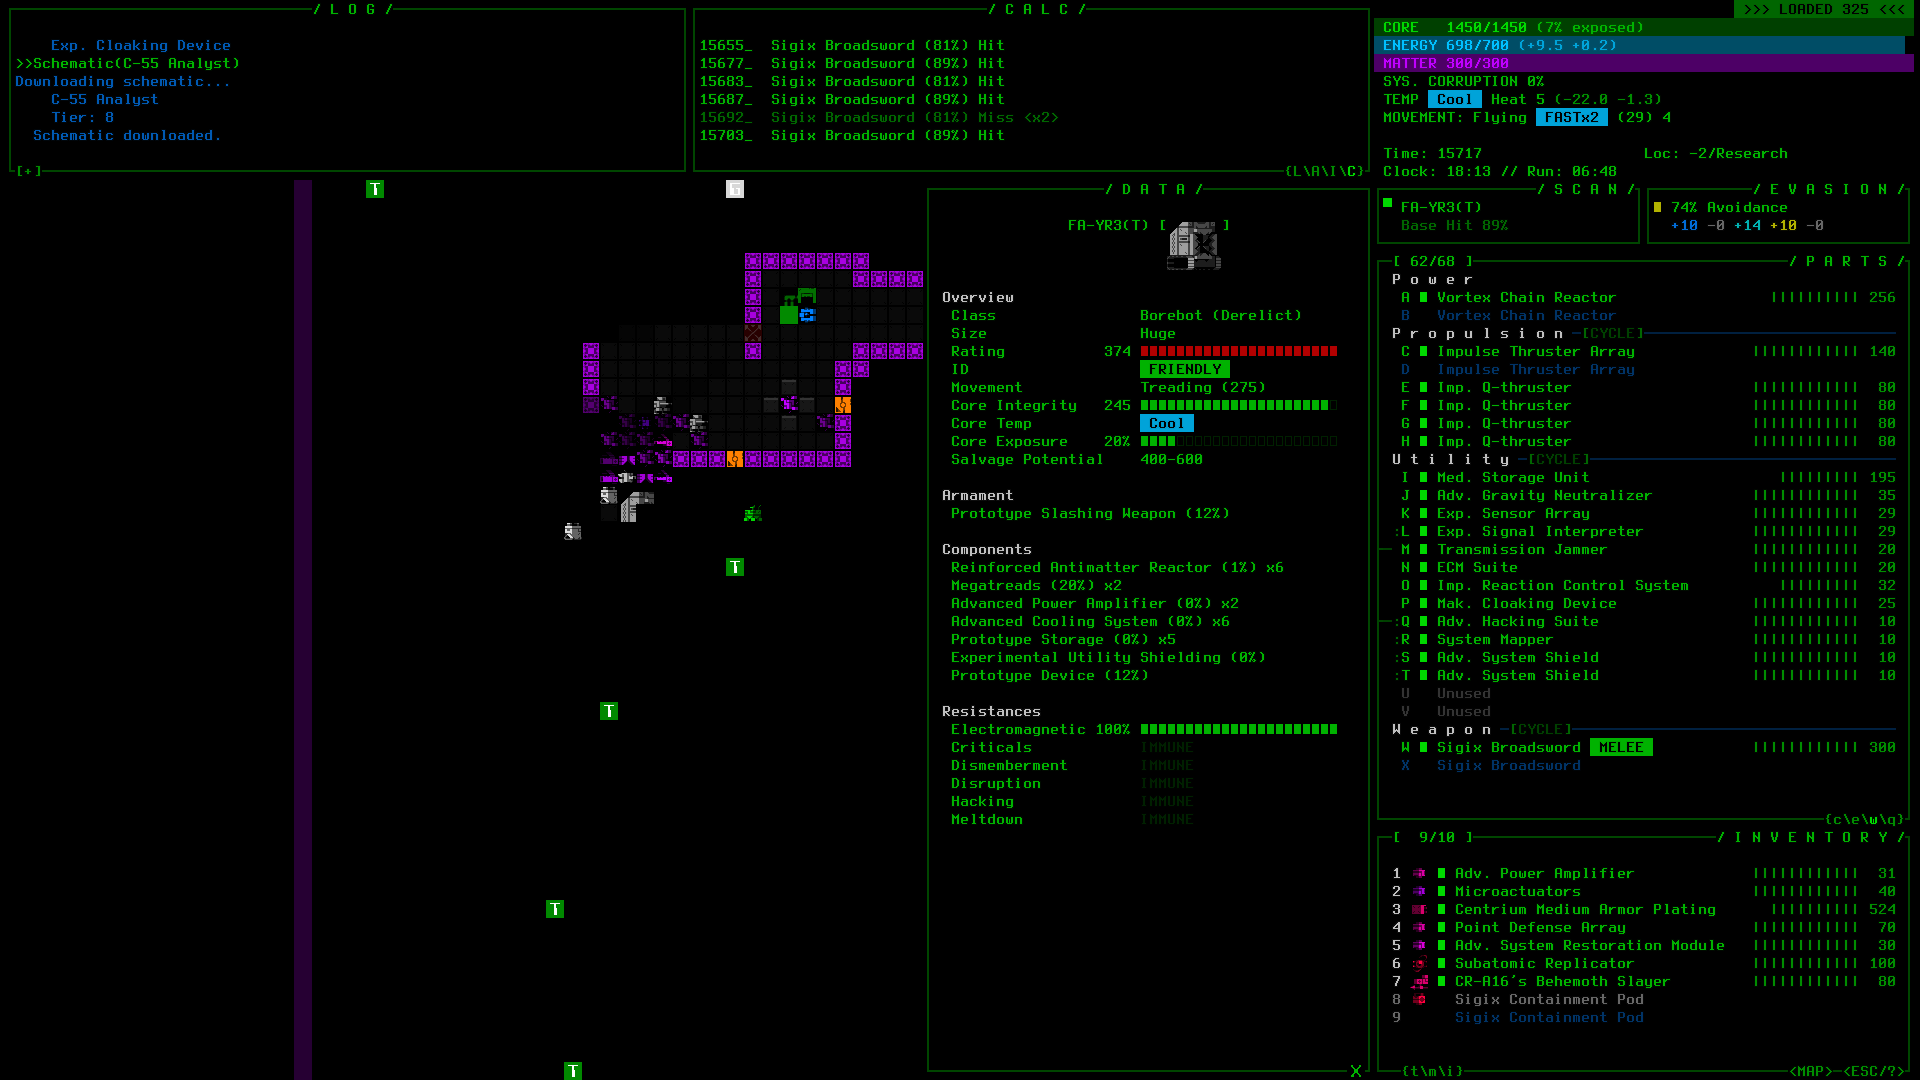 / L O G /
Exp. Cloaking Device
>>Schematic(C-55 Analyst)
Downloading schematic...
C-55 Analyst
Tier: 8
Schematic downloaded.
[+]
/ C A L C /
15655_ Sigix Broadsword (81%) Hit
15677_ Sigix Broadsword (89%) Hit
15683_ Sigix Broadsword (81%) Hit
15687_ Sigix Broadsword (89%) Hit
15692_ Sigix Broadsword (81%) Miss <x2>
15703_ Sigix Broadsword (89%) Hit
{L\A\I\C}
>>> LOADED 325 <<<
CORE 1450/1450 (7% exposed)
ENERGY 698/700 (+9.5 +0.2)
MATTER 300/300
SYS. CORRUPTION 0%
TEMP Cool Heat 5 (-22.0 -1.3)
MOVEMENT: Flying FASTx2 (29) 4
Time: 15717 Loc: -2/Research
Clock: 18:13 // Run: 06:48
/ S C A N /
FA-YR3(T)
Base Hit 89%
/ E V A S I O N /
74% Avoidance
+10 -0 +14 +10 -0
T
G
T
T
T
T
/ D A T A /
FA-YR3(T) [ ]
Overview
Class Borebot (Derelict)
Size Huge
Rating 374
ID FRIENDLY
Movement Treading (275)
Core Integrity 245
Core Temp Cool
Core Exposure 20%
Salvage Potential 400-600
Armament
Prototype Slashing Weapon (12%)
Components
Reinforced Antimatter Reactor (1%) x6
Megatreads (20%) x2
Advanced Power Amplifier (0%) x2
Advanced Cooling System (0%) x6
Prototype Storage (0%) x5
Experimental Utility Shielding (0%)
Prototype Device (12%)
Resistances
Electromagnetic 100%
Criticals IMMUNE
Dismemberment IMMUNE
Disruption IMMUNE
Hacking IMMUNE
Meltdown IMMUNE
X
[ 62/68 ] / P A R T S /
P o w e r
A Vortex Chain Reactor 256
B Vortex Chain Reactor
P r o p u l s i o n [CYCLE]
C Impulse Thruster Array 140
D Impulse Thruster Array
E Imp. Q-thruster 80
F Imp. Q-thruster 80
G Imp. Q-thruster 80
H Imp. Q-thruster 80
U t i l i t y [CYCLE]
I Med. Storage Unit 195
J Adv. Gravity Neutralizer 35
K Exp. Sensor Array 29
:L Exp. Signal Interpreter 29
M Transmission Jammer 20
N ECM Suite 20
O Imp. Reaction Control System 32
P Mak. Cloaking Device 25
:Q Adv. Hacking Suite 10
:R System Mapper 10
:S Adv. System Shield 10
:T Adv. System Shield 10
U Unused
V Unused
W e a p o n [CYCLE]
W Sigix Broadsword MELEE 300
X Sigix Broadsword
{c\e\w\q}
[ 9/10 ] / I N V E N T O R Y /
1 Adv. Power Amplifier 31
2 Microactuators 40
3 Centrium Medium Armor Plating 524
4 Point Defense Array 70
5 Adv. System Restoration Module 30
6 Subatomic Replicator 100
7 CR-A16's Behemoth Slayer 80
8 Sigix Containment Pod
9 Sigix Containment Pod
{t\m\i} <MAP> <ESC/?>